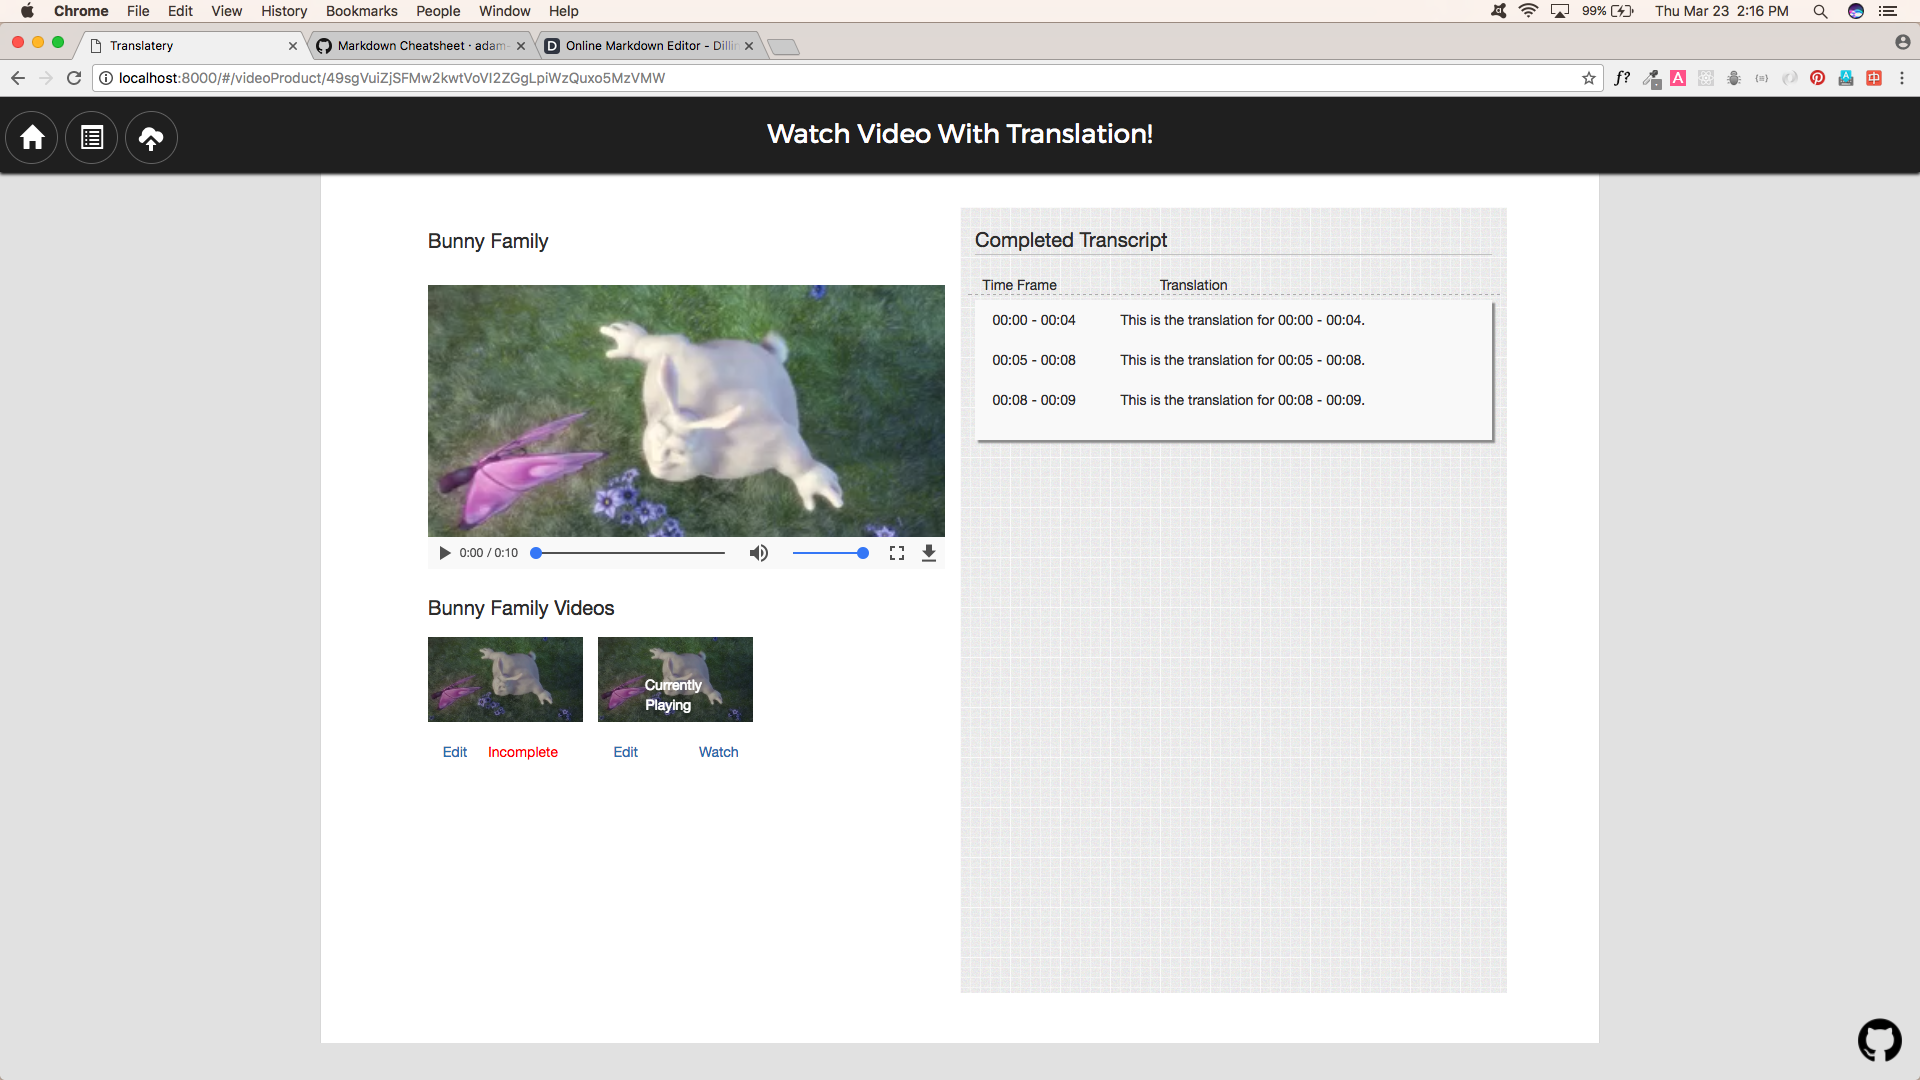 Chrome File Edit View History Bookmarks People Window Help 99% Thu Mar 23 2:16 PM
Translatery Markdown Cheatsheet · adam- Online Markdown Editor - Dillin
localhost:8000/#/videoProduct/49sgVuiZjSFMw2kwtVoVI2ZGgLpiWzQuxo5MzVMW
Watch Video With Translation!
Bunny Family
0:00 / 0:10
Bunny Family Videos
Currently
Playing
Edit Incomplete Edit Watch
Completed Transcript
Time Frame Translation
00:00 - 00:04 This is the translation for 00:00 - 00:04.
00:05 - 00:08 This is the translation for 00:05 - 00:08.
00:08 - 00:09 This is the translation for 00:08 - 00:09.